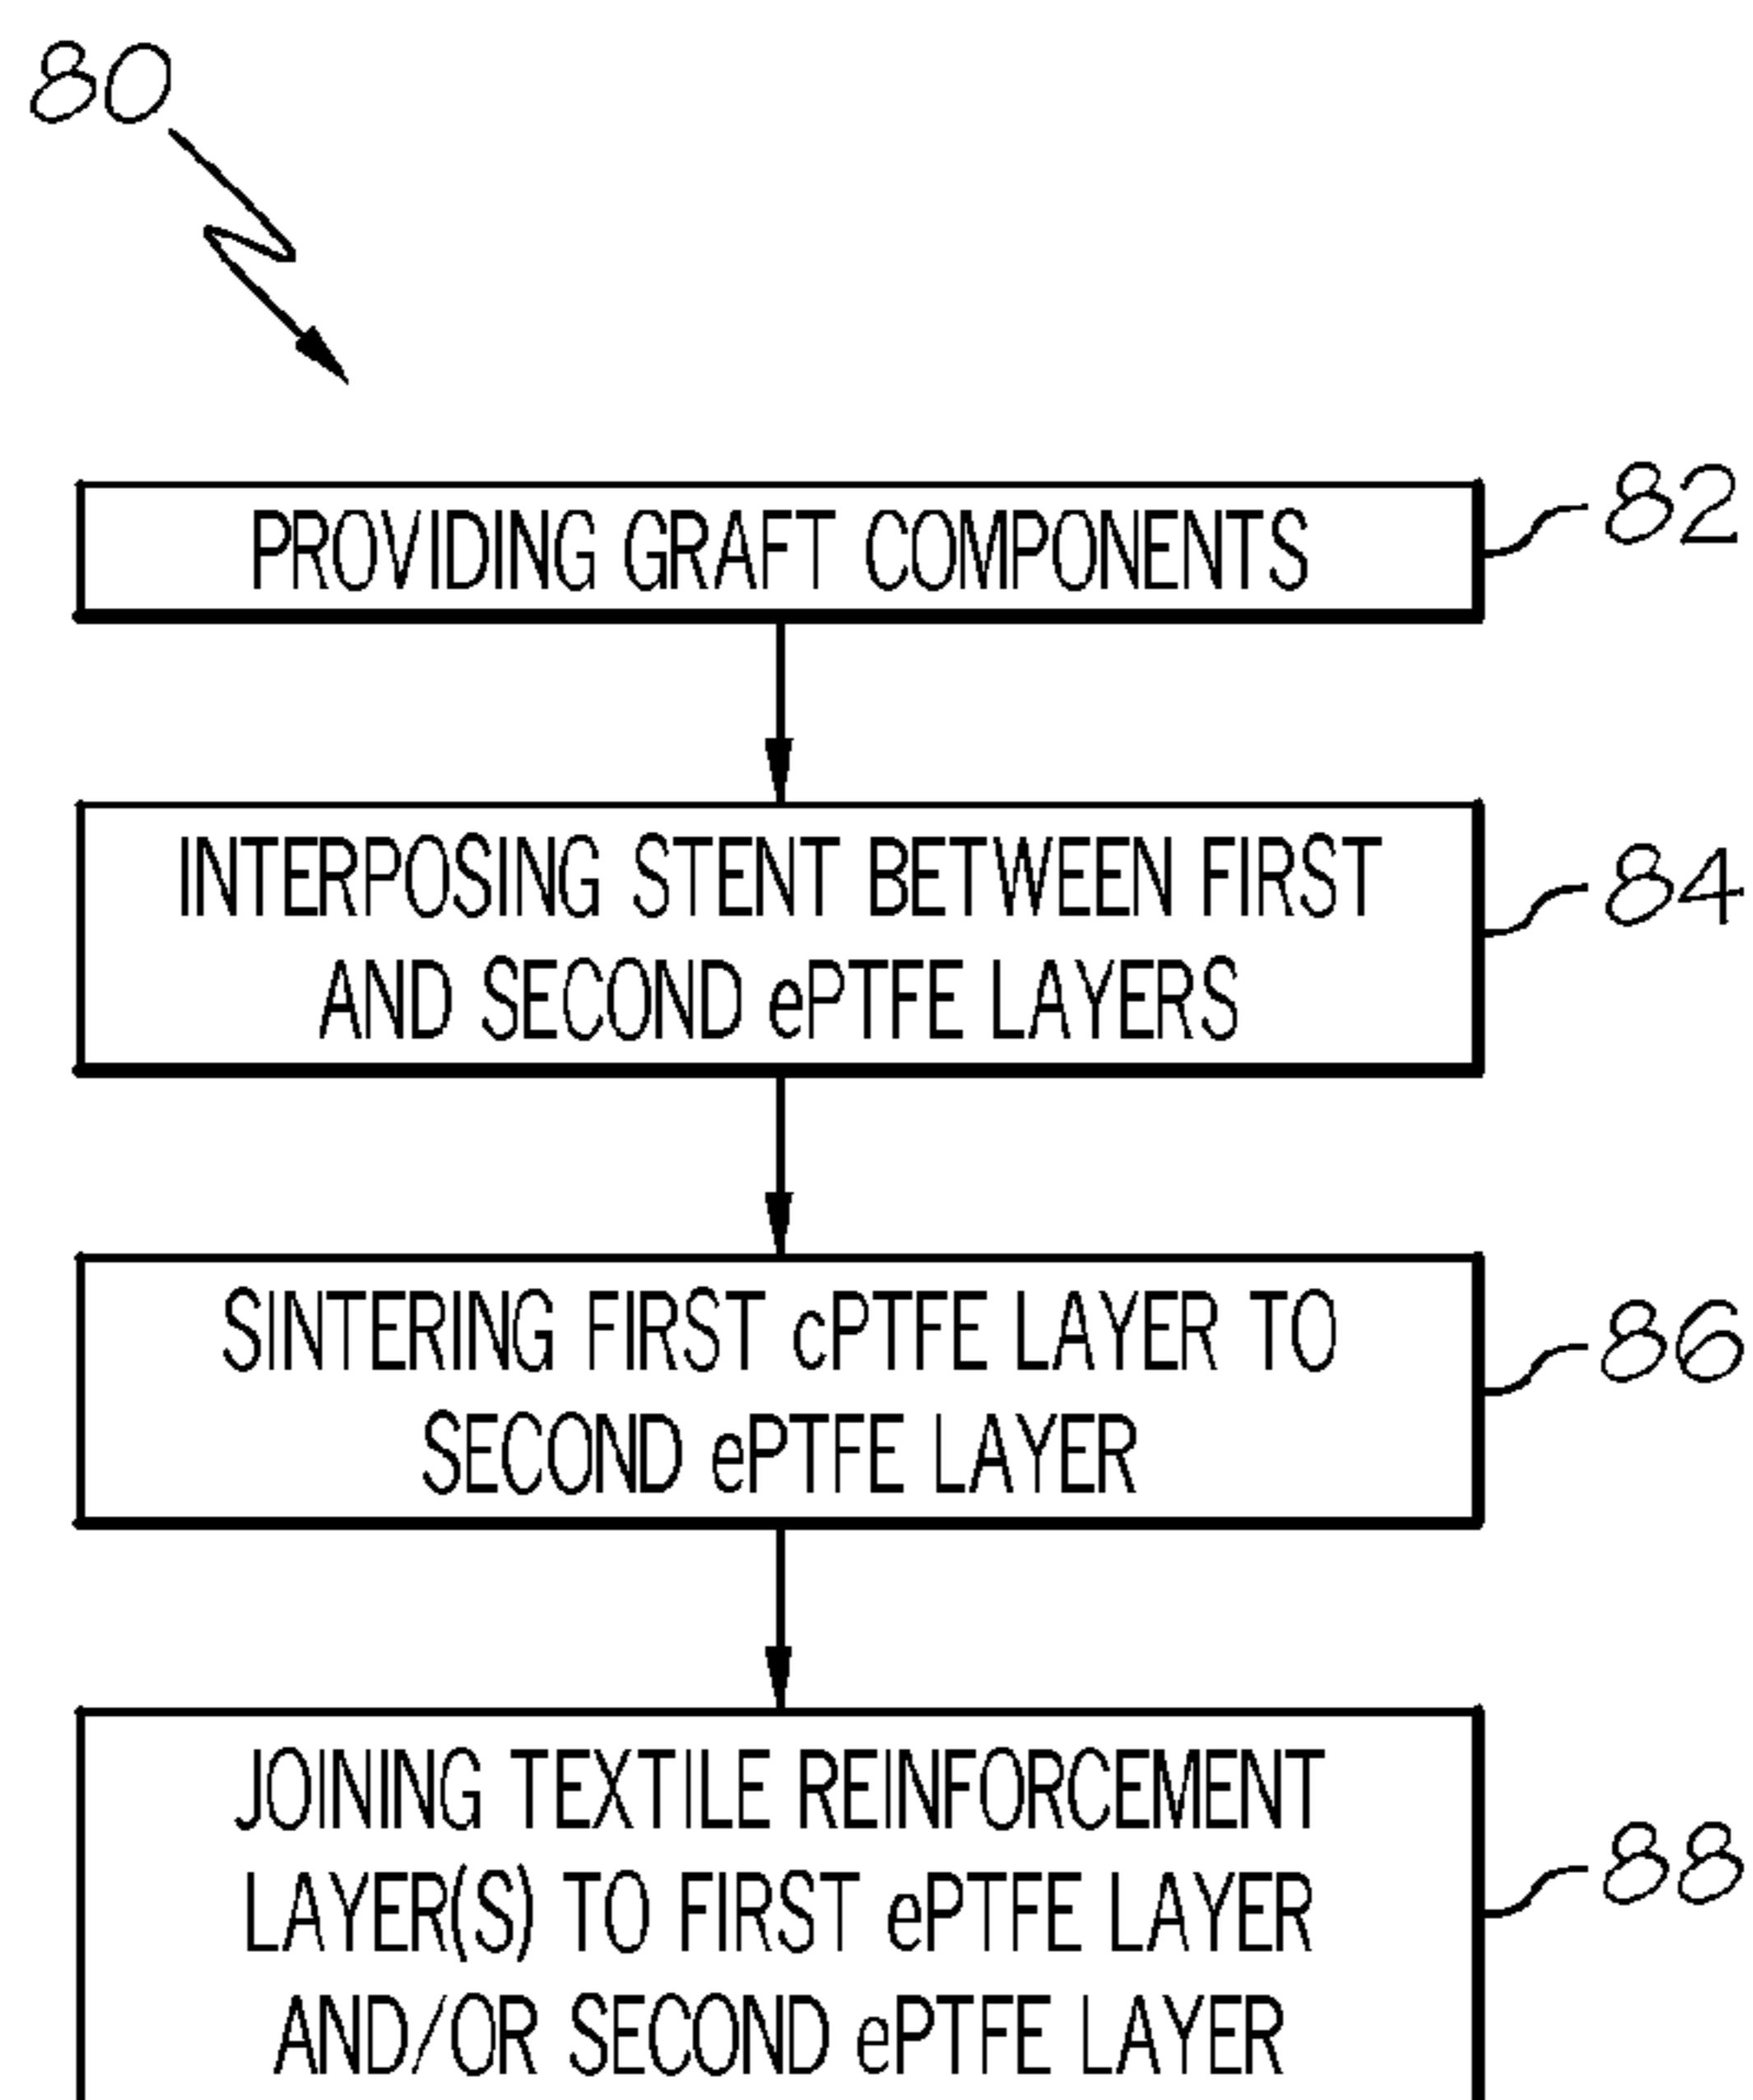 80
PROVIDING GRAFT COMPONENTS
82
INTERPOSING STENT BETWEEN FIRST
AND SECOND ePTFE LAYERS
84
SINTERING FIRST cPTFE LAYER TO
SECOND ePTFE LAYER
86
JOINING TEXTILE REINFORCEMENT
LAYER(S) TO FIRST ePTFE LAYER
AND/OR SECOND ePTFE LAYER
88